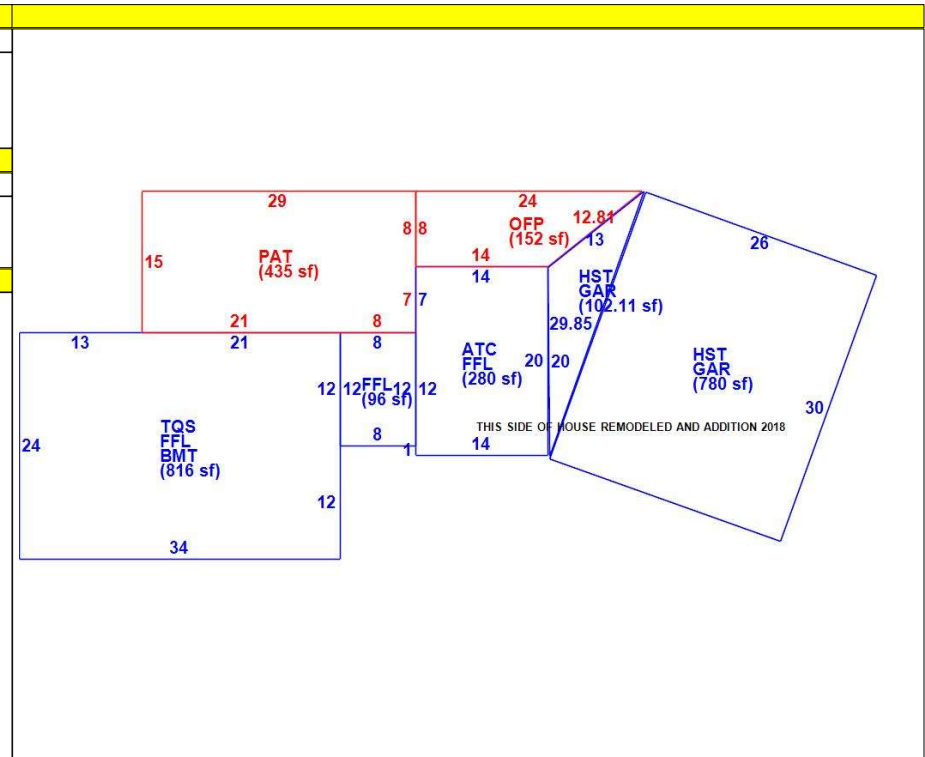 29
24
12.81
8
8
OFP
(152 sf)
13
26
15
PAT
(435 sf)
14
14
HST
GAR
(102.11 sf)
7
7
21
8
29.85
13
21
8
ATC
FFL
(280 sf)
20
20
HST
GAR
(780 sf)
12
12
FFL
(96 sf)
12
12
30
24
TQS
FFL
BMT
(816 sf)
8
1
14
THIS SIDE OF HOUSE REMODELED AND ADDITION 2018
12
34